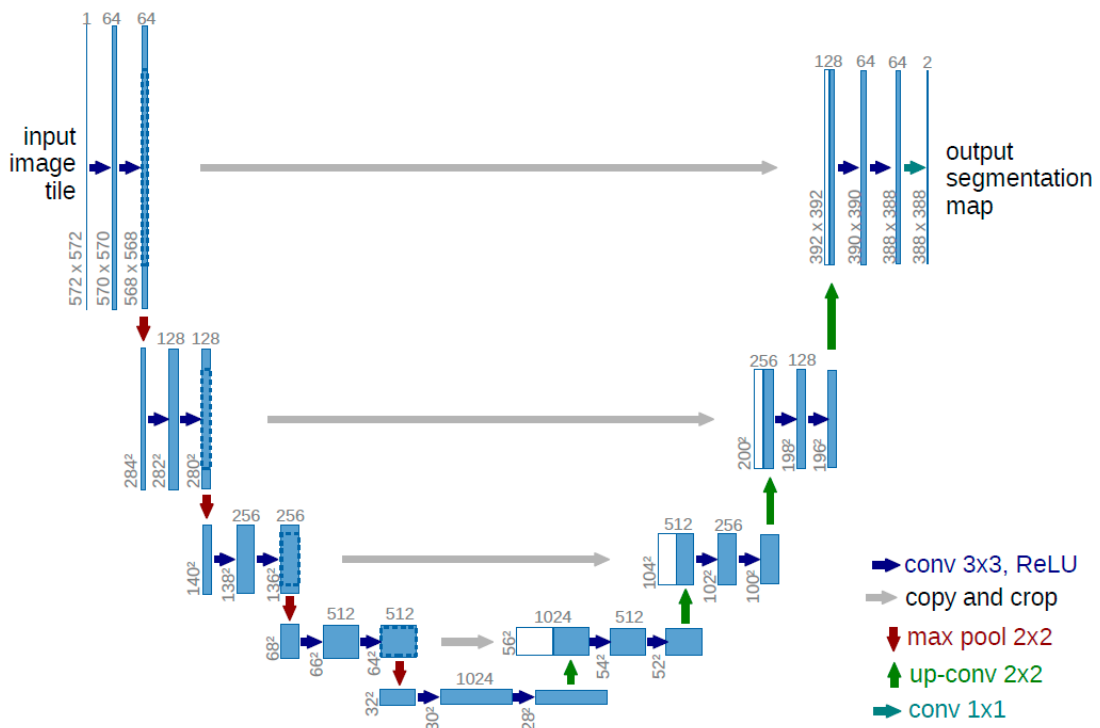 1 64 64
128 64 64 2
input
image
tile
output
segmentation
map
572 x 572
570 x 570
568 x 568
392 x 392
390 x 390
388 x 388
388 x 388
128 128
256 128
284²
282²
280²
200²
198²
196²
256 256
512 256
140²
138²
136²
104²
102²
100²
conv 3x3, ReLU
copy and crop
max pool 2x2
up-conv 2x2
conv 1x1
512 512
1024 512
68²
66²
64²
56²
54²
52²
1024
32²
30²
28²